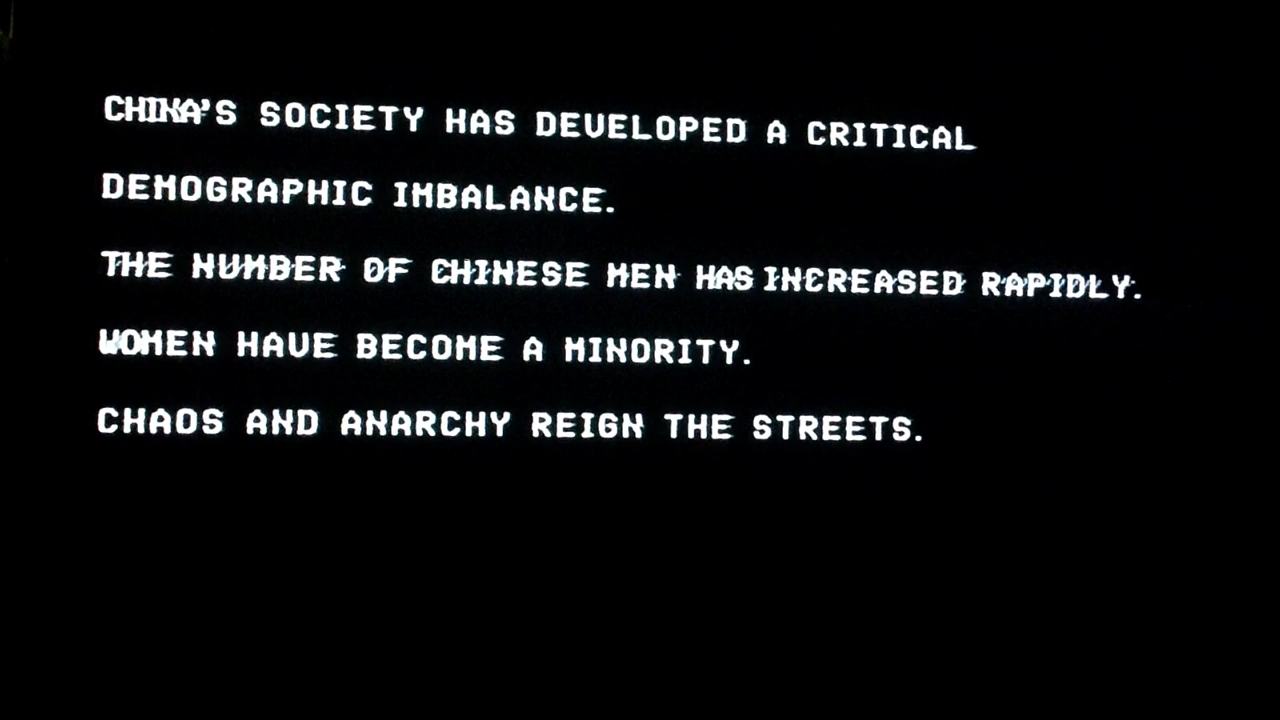 CHINA'S SOCIETY HAS DEVELOPED A CRITICAL
DEMOGRAPHIC IMBALANCE.
THE NUMBER OF CHINESE MEN HAS INCREASED RAPIDLY.
WOMEN HAVE BECOME A MINORITY.
CHAOS AND ANARCHY REIGN THE STREETS.